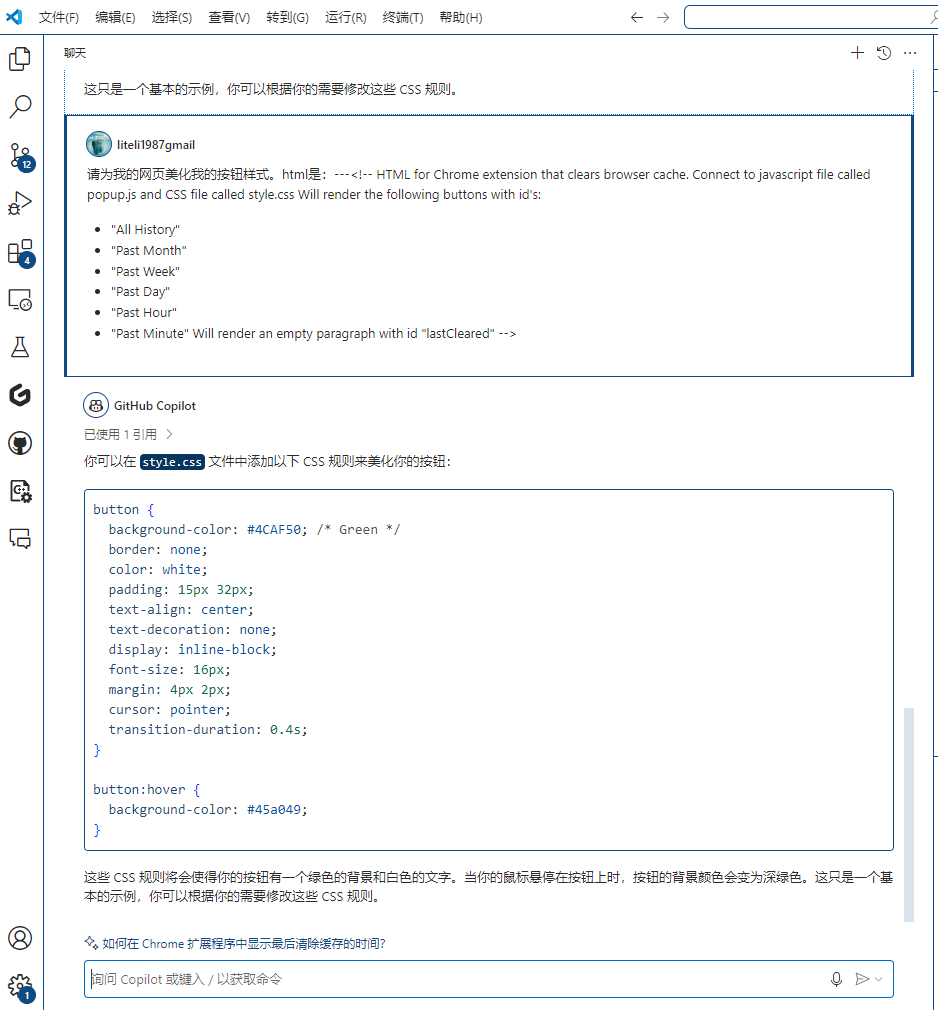 文件(F) 编辑(E) 选择(S) 查看(V) 转到(G) 运行(R) 终端(T) 帮助(H)
聊天
这只是一个基本的示例，你可以根据你的需要修改这些 CSS 规则。
liteli1987gmail
请为我的网页美化我的按钮样式。html是：---<!-- HTML for Chrome extension that clears browser cache. Connect to javascript file called
popup.js and CSS file called style.css Will render the following buttons with id's:
• "All History"
• "Past Month"
• "Past Week"
• "Past Day"
• "Past Hour"
• "Past Minute" Will render an empty paragraph with id "lastCleared" -->
12
4
GitHub Copilot
已使用 1 引用 >
你可以在 style.css 文件中添加以下 CSS 规则来美化你的按钮：
button {
  background-color: #4CAF50; /* Green */
  border: none;
  color: white;
  padding: 15px 32px;
  text-align: center;
  text-decoration: none;
  display: inline-block;
  font-size: 16px;
  margin: 4px 2px;
  cursor: pointer;
  transition-duration: 0.4s;
}
button:hover {
  background-color: #45a049;
}
这些 CSS 规则将会使得你的按钮有一个绿色的背景和白色的文字。当你的鼠标悬停在按钮上时，按钮的背景颜色会变为深绿色。这只是一个基
本的示例，你可以根据你的需要修改这些 CSS 规则。
如何在 Chrome 扩展程序中显示最后清除缓存的时间?
询问 Copilot 或键入 / 以获取命令
1